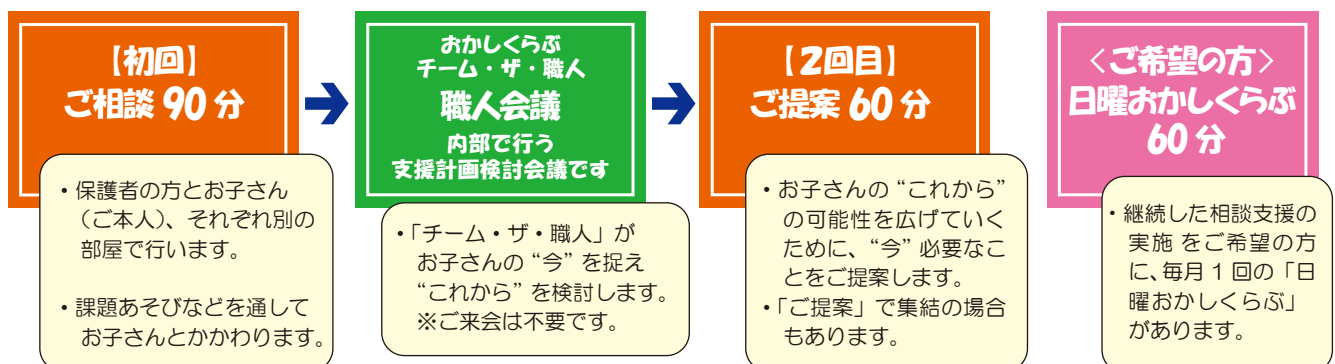 【初回】
ご相談 90 分
・保護者の方とお子さん
（ご本人）、それぞれ別の
部屋で行います。
・課題あそびなどを通して
お子さんとかかわります。
おかしくらぶ
チーム・ザ・職人
職人会議
内部で行う
支援計画検討会議です
・「チーム・ザ・職人」が
お子さんの “今” を捉え
“これから” を検討します。
※ご来会は不要です。
【2回目】
ご提案 60 分
・お子さんの “これから”
の可能性を広げていく
ために、“今” 必要なこ
とをご提案します。
・「ご提案」で集結の場合
もあります。
＜ご希望の方＞
日曜おかしくらぶ
60 分
・継続した相談支援の
実施 をご希望の方
に、毎月 1 回の「日
曜おかしくらぶ」
があります。